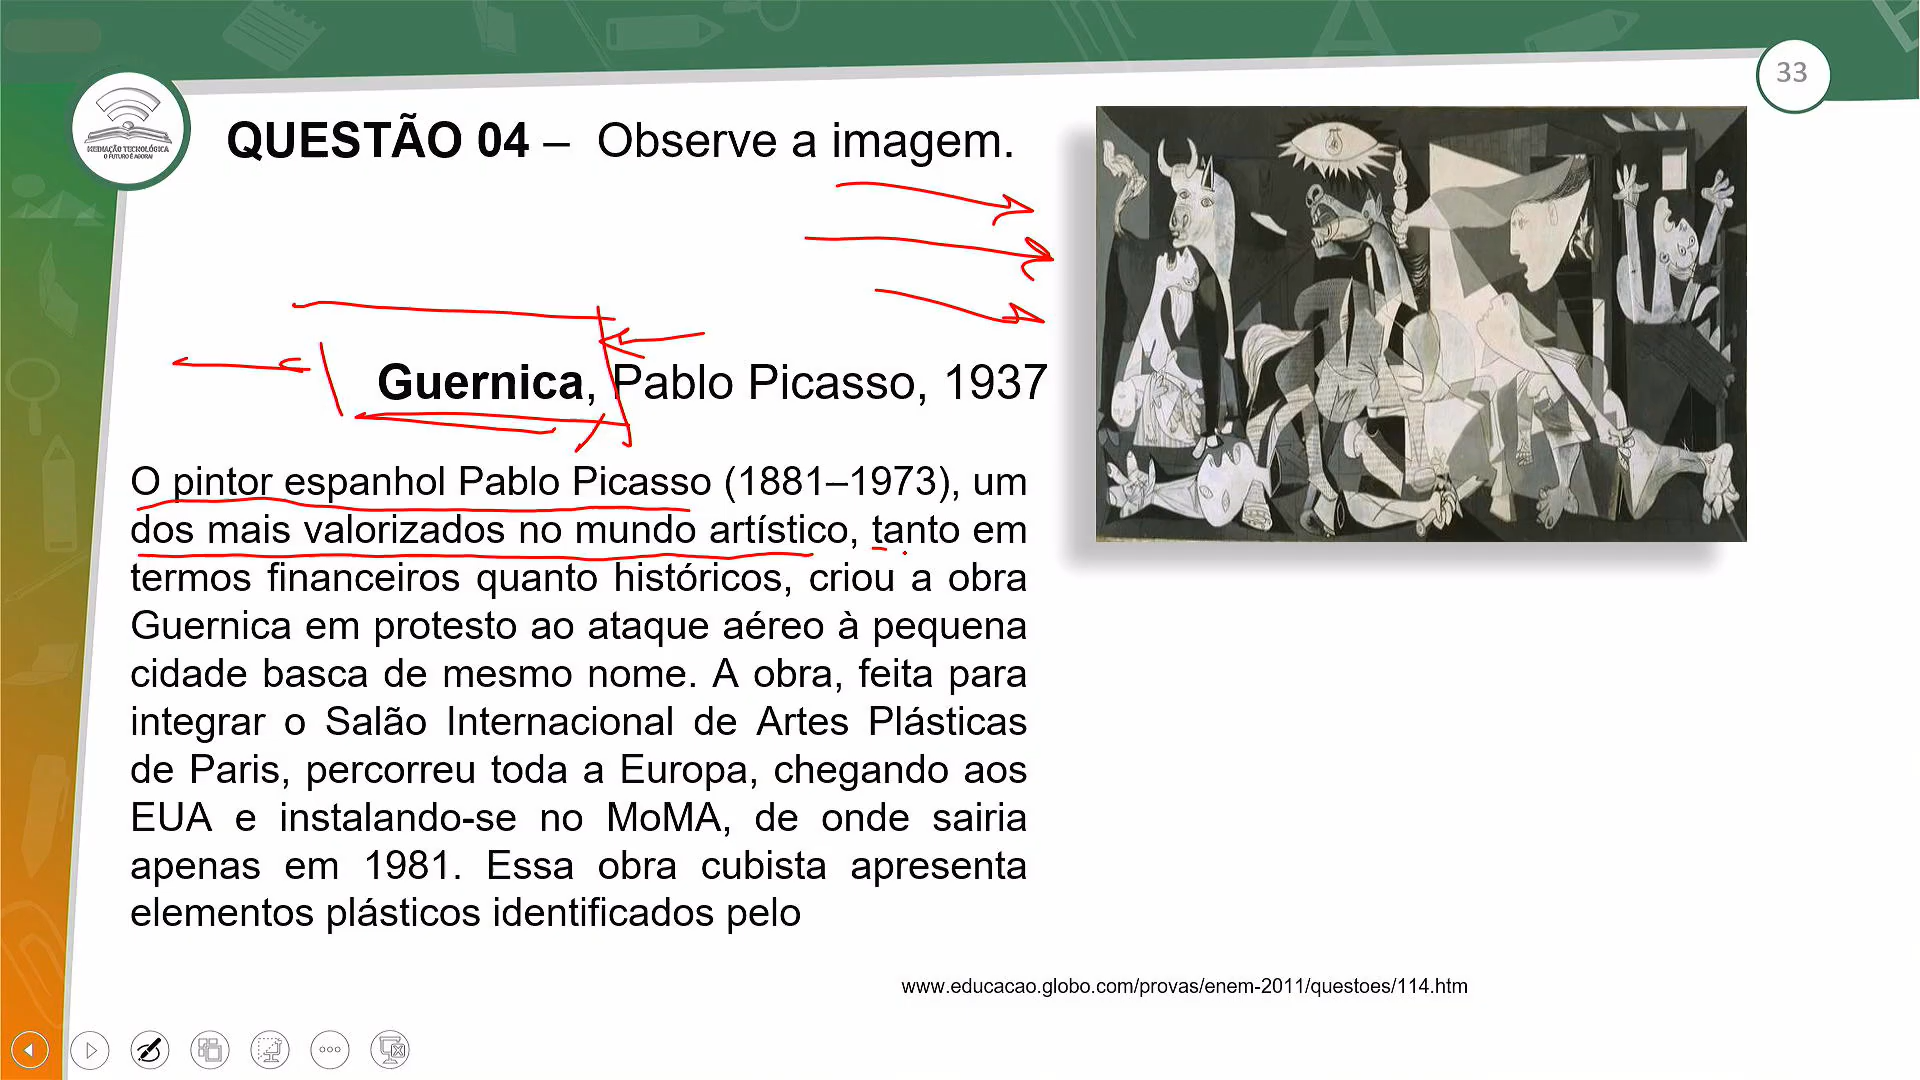 33
MEDIAÇÃO TECNOLÓGICA
O FUTURO É AGORA!
QUESTÃO 04 – Observe a imagem.
Guernica, Pablo Picasso, 1937
O pintor espanhol Pablo Picasso (1881–1973), um
dos mais valorizados no mundo artístico, tanto em
termos financeiros quanto históricos, criou a obra
Guernica em protesto ao ataque aéreo à pequena
cidade basca de mesmo nome. A obra, feita para
integrar o Salão Internacional de Artes Plásticas
de Paris, percorreu toda a Europa, chegando aos
EUA e instalando-se no MoMA, de onde sairia
apenas em 1981. Essa obra cubista apresenta
elementos plásticos identificados pelo
www.educacao.globo.com/provas/enem-2011/questoes/114.htm